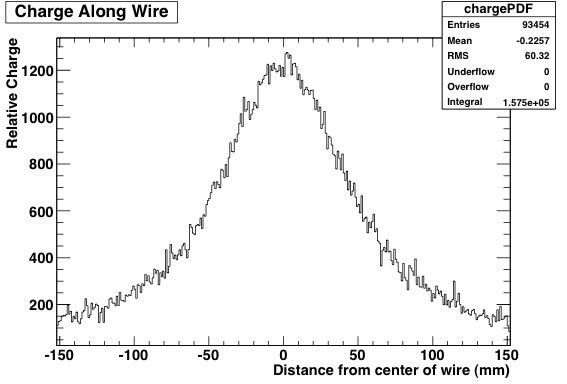 Charge Along Wire
chargePDF
Entries 93454
Mean -0.2257
RMS 60.32
Underflow 0
Overflow 0
Integral 1.575e+05
Relative Charge
1200
1000
800
600
400
200
-150 -100 -50 0 50 100 150
Distance from center of wire (mm)